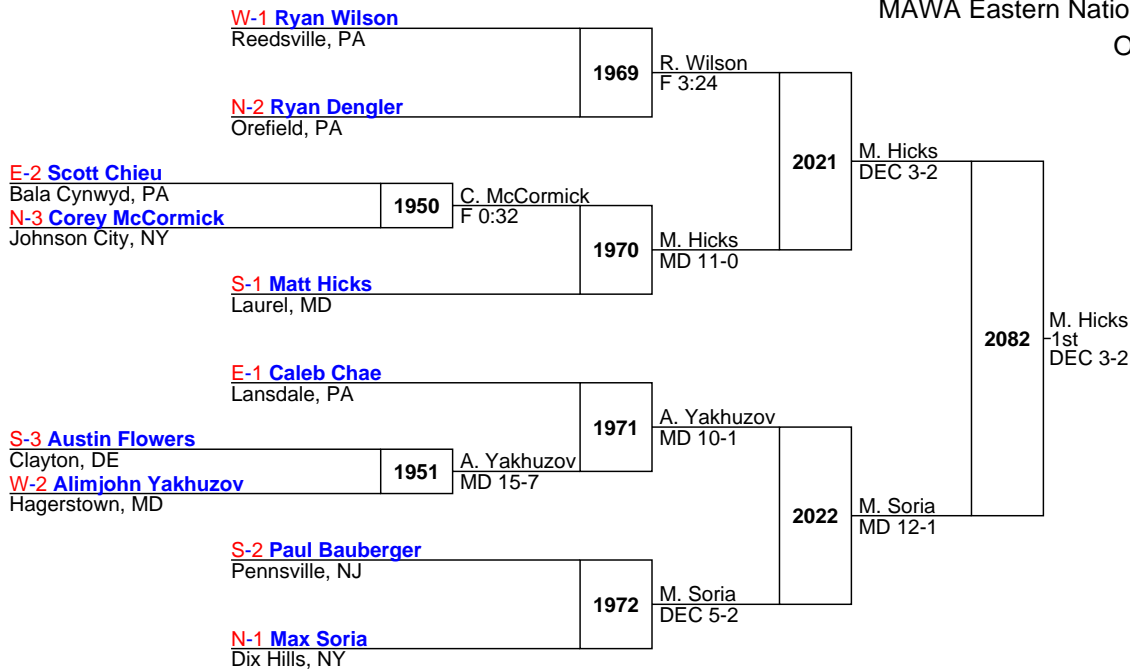 MAWA Eastern Natio
C
W-1 Ryan Wilson
Reedsville, PA
1969
R. Wilson
F 3:24
N-2 Ryan Dengler
Orefield, PA
2021
M. Hicks
DEC 3-2
E-2 Scott Chieu
Bala Cynwyd, PA
1950
C. McCormick
F 0:32
N-3 Corey McCormick
Johnson City, NY
1970
M. Hicks
MD 11-0
S-1 Matt Hicks
Laurel, MD
2082
M. Hicks
1st
DEC 3-2
E-1 Caleb Chae
Lansdale, PA
1971
A. Yakhuzov
MD 10-1
S-3 Austin Flowers
Clayton, DE
1951
A. Yakhuzov
MD 15-7
W-2 Alimjohn Yakhuzov
Hagerstown, MD
2022
M. Soria
MD 12-1
S-2 Paul Bauberger
Pennsville, NJ
1972
M. Soria
DEC 5-2
N-1 Max Soria
Dix Hills, NY